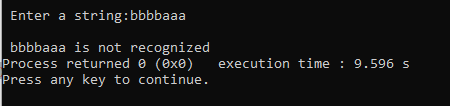 Enter a string:bbbbaaa
bbbbaaa is not recognized
Process returned 0 (0x0)   execution time : 9.596 s
Press any key to continue.